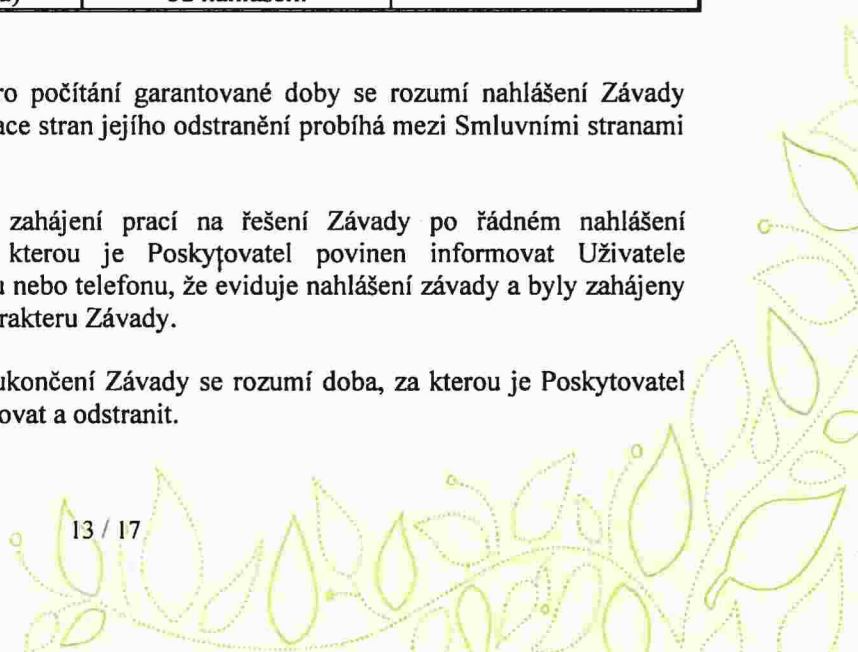 ro počítání garantované doby se rozumí nahlášení Závady
ace stran jejího odstranění probíhá mezi Smluvními stranami
zahájení prací na řešení Závady po řádném nahlášení
kterou je Poskytovatel povinen informovat Uživatele
u nebo telefonu, že eviduje nahlášení závady a byly zahájeny
rakteru Závady.
ukončení Závady se rozumí doba, za kterou je Poskytovatel
ovat a odstranit.
13 / 17